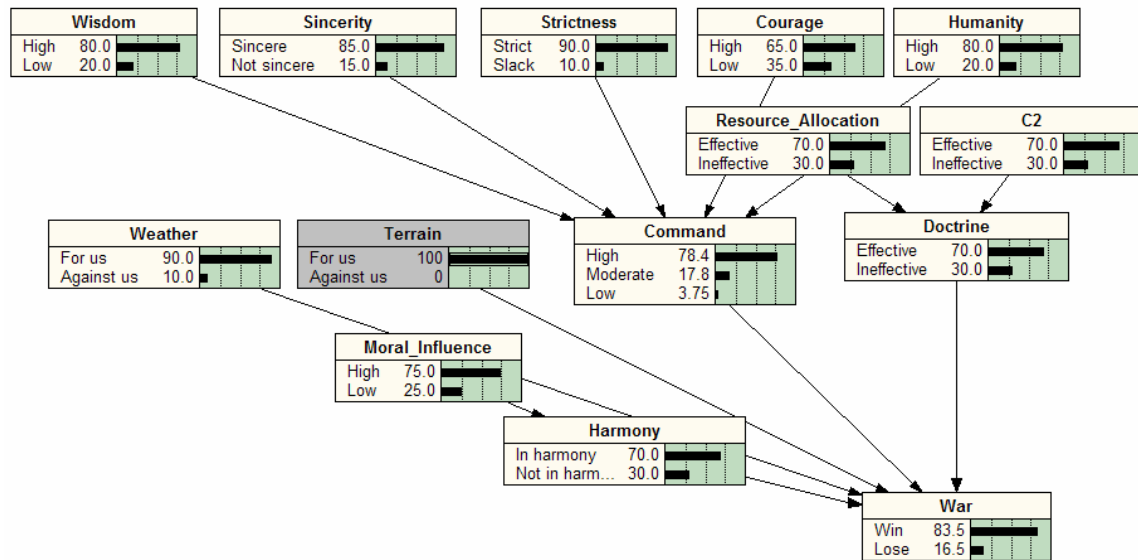 Wisdom
High 80.0
Low 20.0
Sincerity
Sincere 85.0
Not sincere 15.0
Strictness
Strict 90.0
Slack 10.0
Courage
High 65.0
Low 35.0
Humanity
High 80.0
Low 20.0
Resource_Allocation
Effective 70.0
Ineffective 30.0
C2
Effective 70.0
Ineffective 30.0
Weather
For us 90.0
Against us 10.0
Terrain
For us 100
Against us 0
Command
High 78.4
Moderate 17.8
Low 3.75
Doctrine
Effective 70.0
Ineffective 30.0
Moral_Influence
High 75.0
Low 25.0
Harmony
In harmony 70.0
Not in harm... 30.0
War
Win 83.5
Lose 16.5